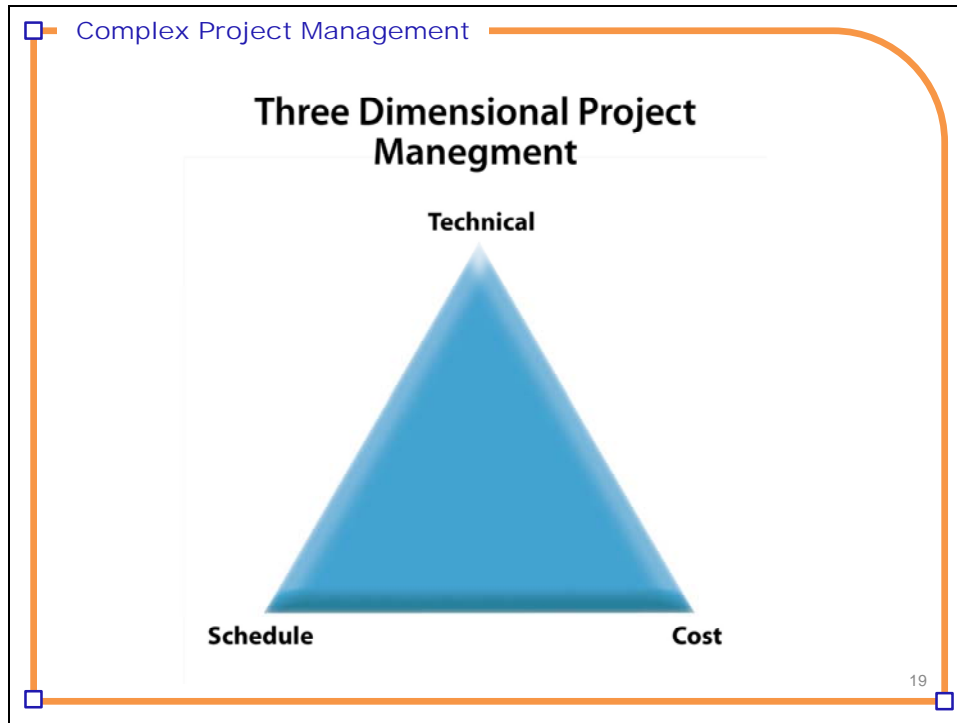 Complex Project Management
Three Dimensional Project
Manegment
Technical
Schedule
Cost
19